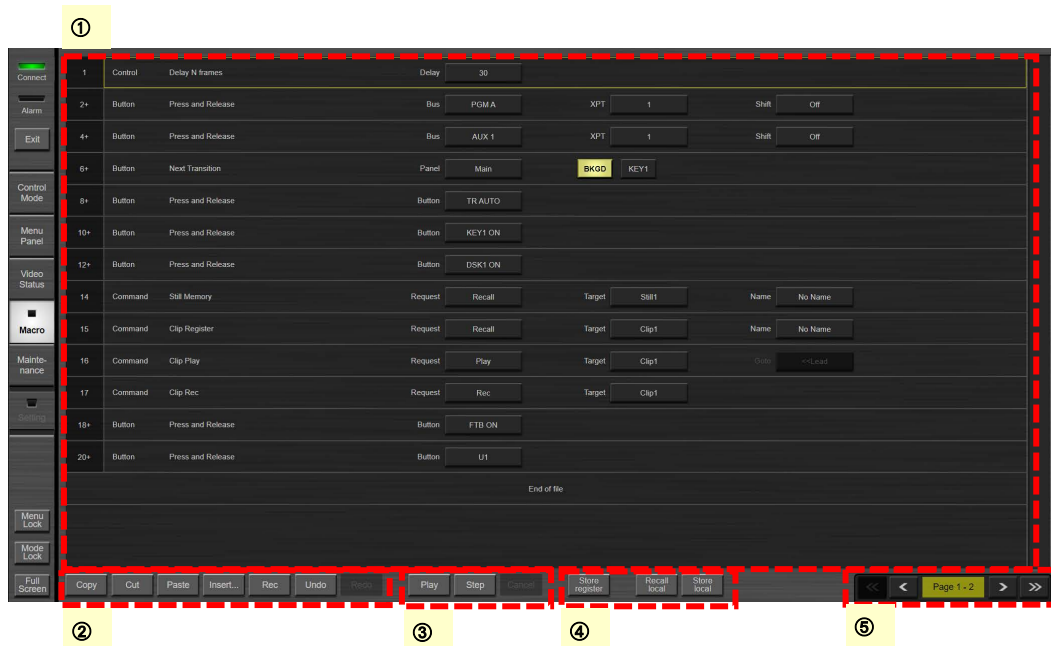 ①
Connect
Alarm
Exit
Control
Mode
Menu
Panel
Video
Status
Macro
Mainte-
nance
Setting
Menu
Lock
Mode
Lock
Full
Screen
1 Control Delay N frames Delay 30
2+ Button Press and Release Bus PGM A XPT 1 Shift Off
4+ Button Press and Release Bus AUX 1 XPT 1 Shift Off
6+ Button Next Transition Panel Main BKGD KEY1
8+ Button Press and Release Button TR AUTO
10+ Button Press and Release Button KEY1 ON
12+ Button Press and Release Button DSK1 ON
14 Command Still Memory Request Recall Target Still1 Name No Name
15 Command Clip Register Request Recall Target Clip1 Name No Name
16 Command Clip Play Request Play Target Clip1 Goto <<Lead
17 Command Clip Rec Request Rec Target Clip1
18+ Button Press and Release Button FTB ON
20+ Button Press and Release Button U1
End of file
Copy Cut Paste Insert... Rec Undo Redo Play Step Cancel
Store
register
Recall
local
Store
local
<< < Page 1 - 2 > >>
② ③ ④ ⑤